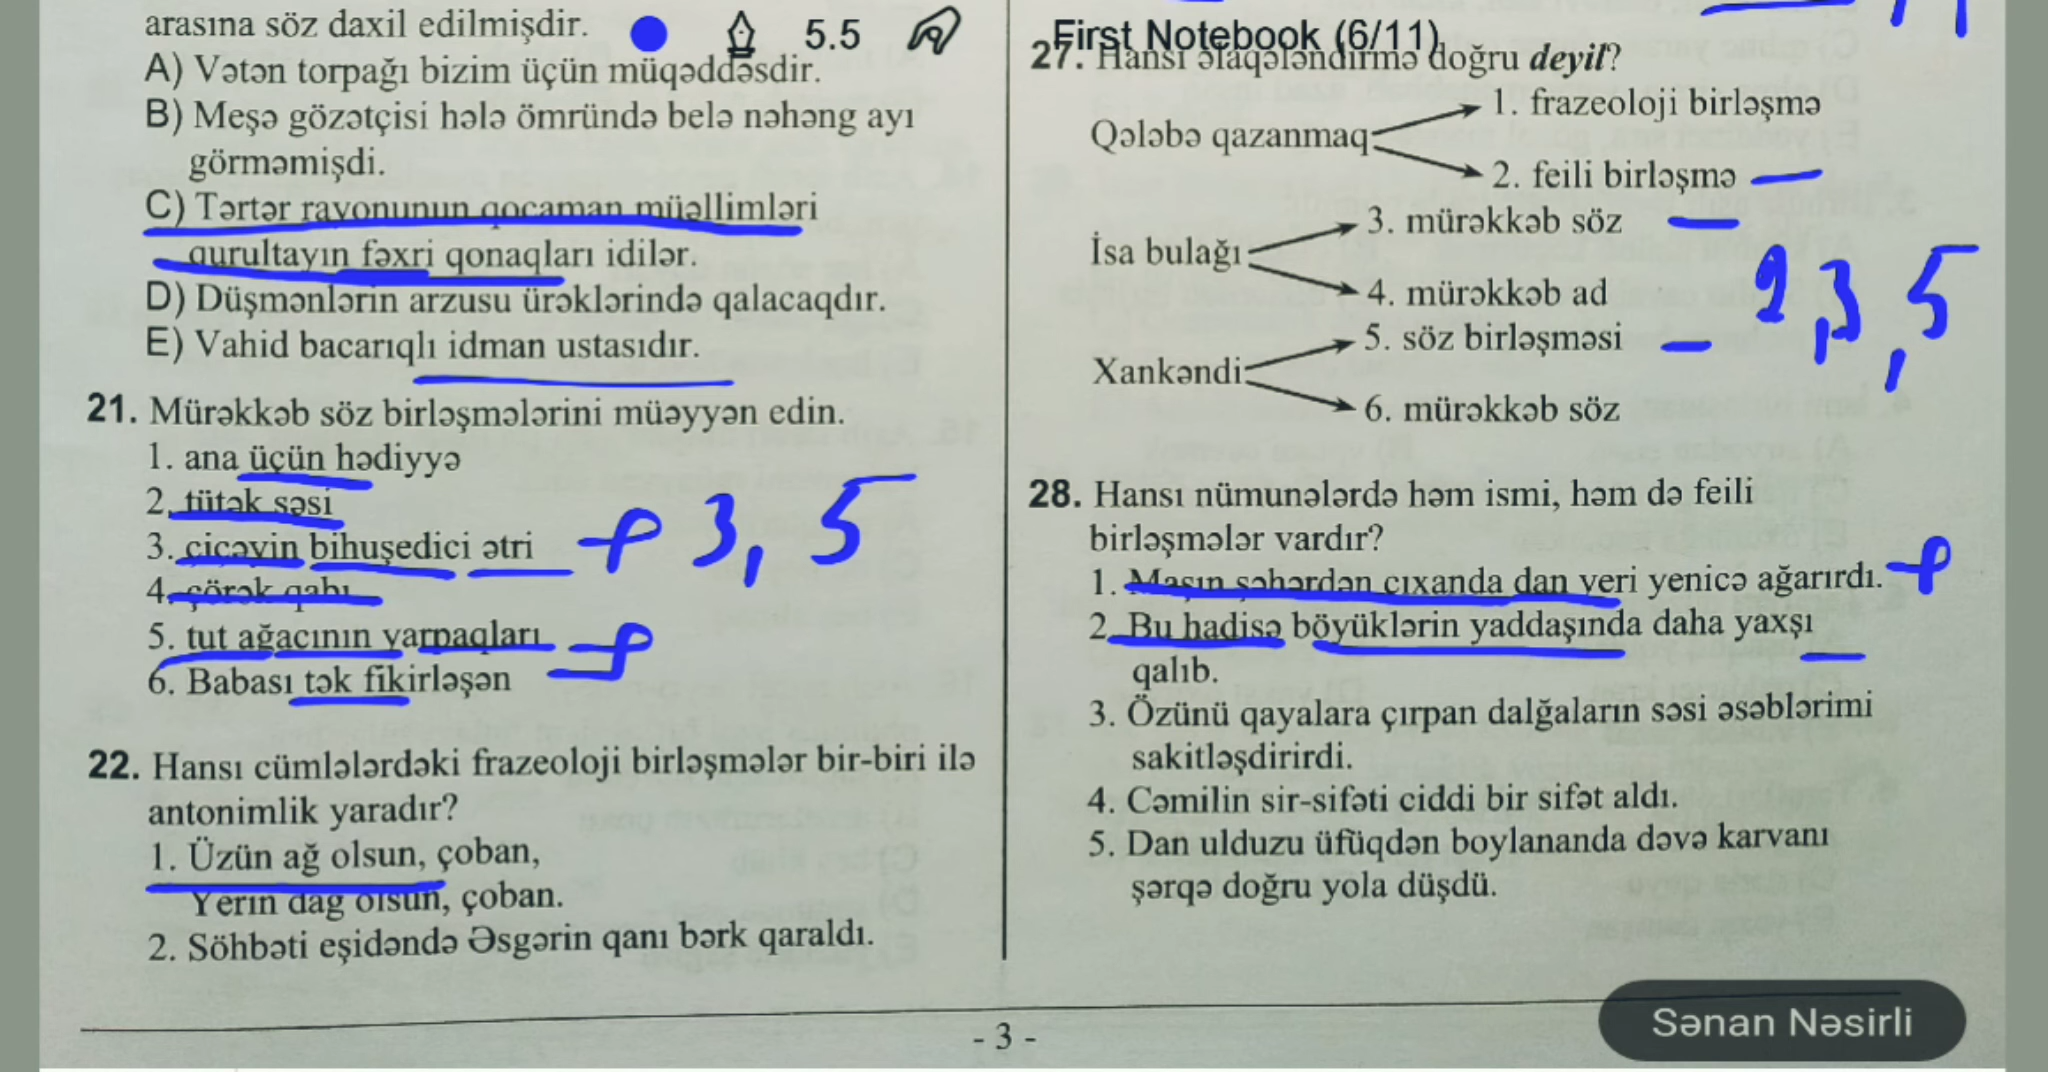 arasına söz daxil edilmişdir.
5.5
A) Vətən torpağı bizim üçün müqəddəsdir.
B) Meşə gözətçisi hələ ömründə belə nəhəng ayı
görməmişdi.
C) Tərtər rayonunun qocaman müəllimləri
qurultayın fəxri qonaqları idilər.
D) Düşmənlərin arzusu ürəklərində qalacaqdır.
E) Vahid bacarıqlı idman ustasıdır.
21. Mürəkkəb söz birləşmələrini müəyyən edin.
1. ana üçün hədiyyə
2. tütək səsi
3. çiçəyin bihuşedici ətri
4. çörək qabı
5. tut ağacının yarpaqları
6. Babası tək fikirləşən
3, 5
22. Hansı cümlələrdəki frazeoloji birləşmələr bir-biri ilə
antonimlik yaradır?
1. Üzün ağ olsun, çoban,
Yerin dağ olsun, çoban.
2. Söhbəti eşidəndə Əsgərin qanı bərk qaraldı.
First Notebook (6/11)
27. Hansı əlaqələndirmə doğru deyil?
Qələbə qazanmaq
1. frazeoloji birləşmə
2. feili birləşmə
İsa bulağı
3. mürəkkəb söz
4. mürəkkəb ad
Xankəndi
5. söz birləşməsi
6. mürəkkəb söz
2, 3, 5
28. Hansı nümunələrdə həm ismi, həm də feili
birləşmələr vardır?
1. Maşın şəhərdən çıxanda dan yeri yenicə ağarırdı.
2. Bu hadisə böyüklərin yaddaşında daha yaxşı
qalıb.
3. Özünü qayalara çırpan dalğaların səsi əsəblərimi
sakitləşdirirdi.
4. Cəmilin sir-sifəti ciddi bir sifət aldı.
5. Dan ulduzu üfüqdən boylananda dəvə karvanı
şərqə doğru yola düşdü.
- 3 -
Sənan Nəsirli